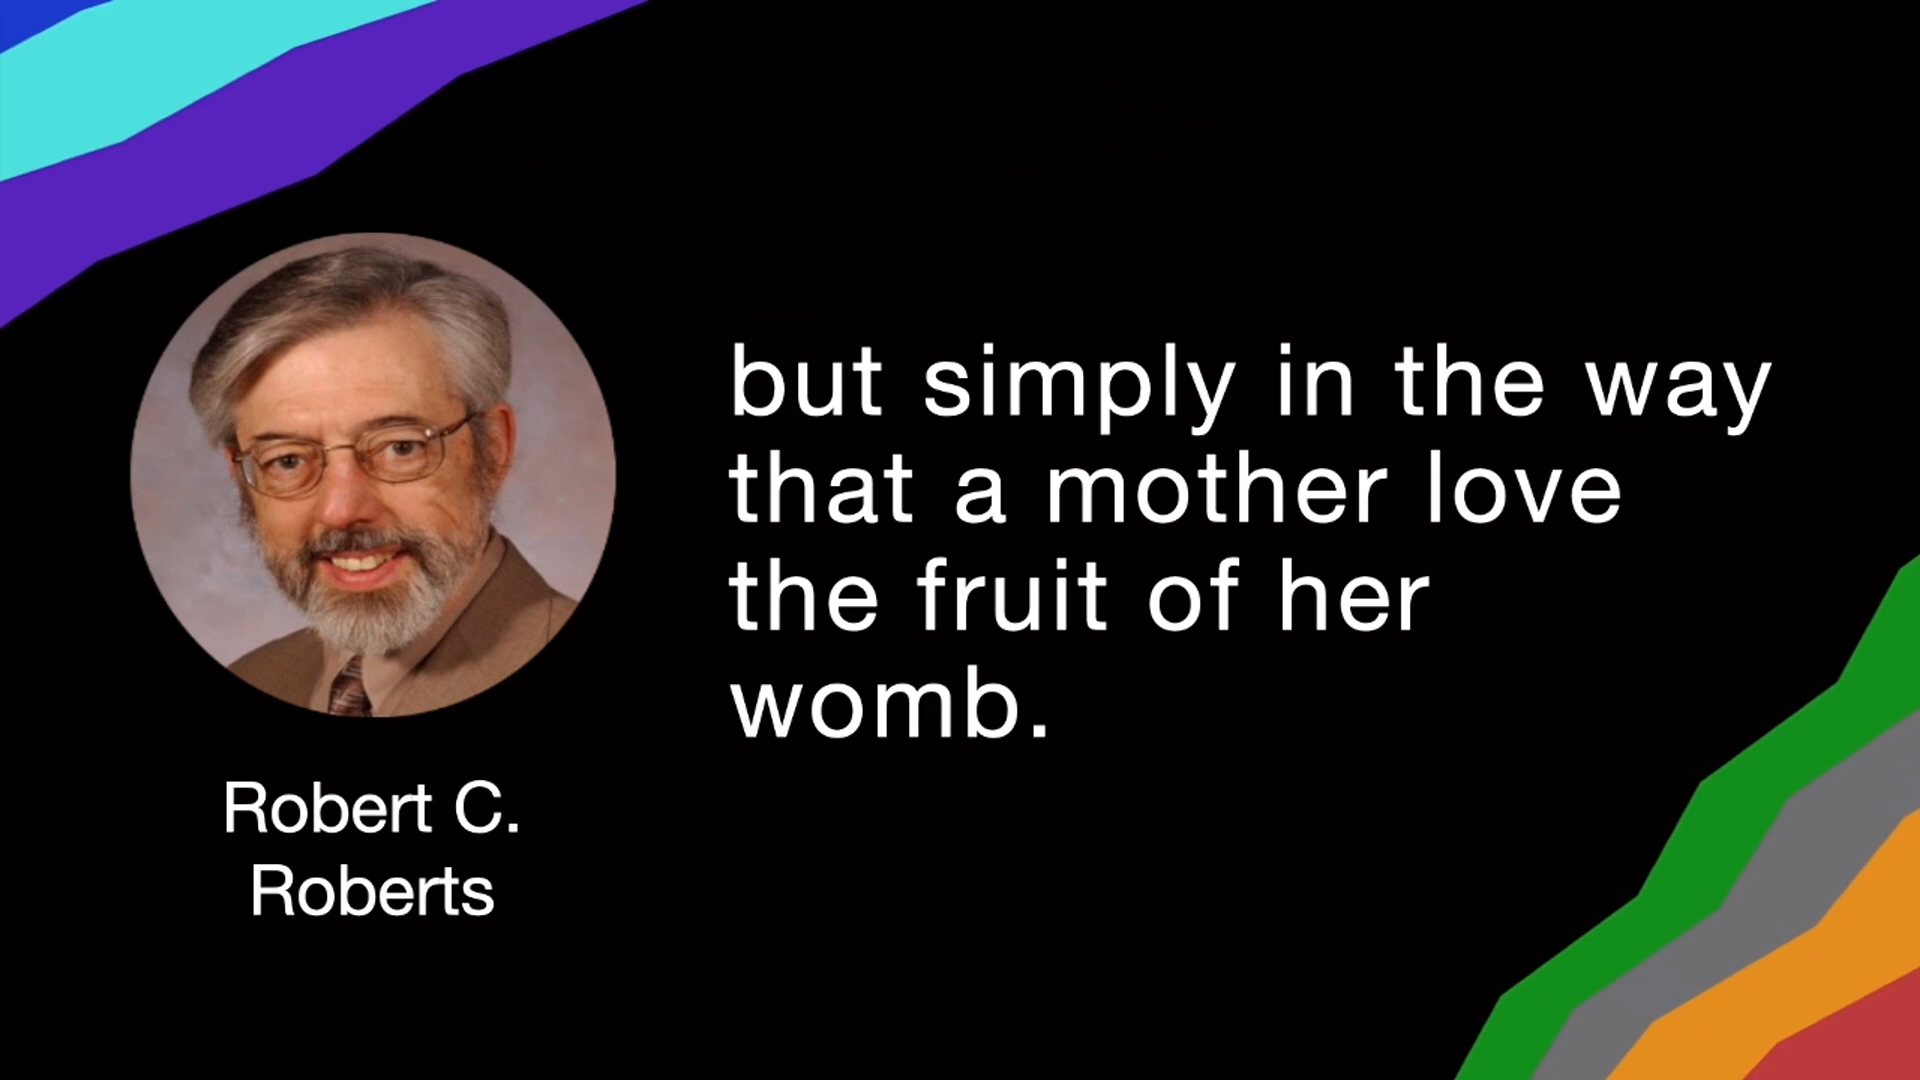 but simply in the way
that a mother love
the fruit of her
womb.
Robert C.
Roberts